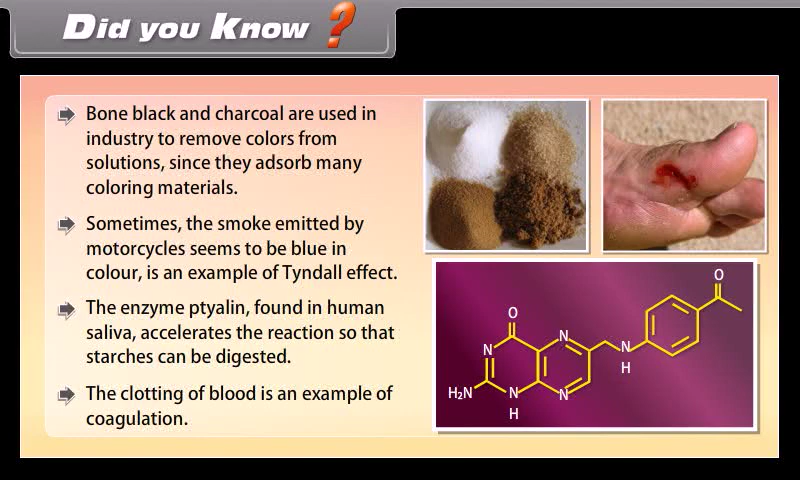 Did you Know ?
Bone black and charcoal are used in
industry to remove colors from
solutions, since they adsorb many
coloring materials.
Sometimes, the smoke emitted by
motorcycles seems to be blue in
colour, is an example of Tyndall effect.
The enzyme ptyalin, found in human
saliva, accelerates the reaction so that
starches can be digested.
The clotting of blood is an example of
coagulation.
O
O
N
N
N
H
H₂N
N
H
N